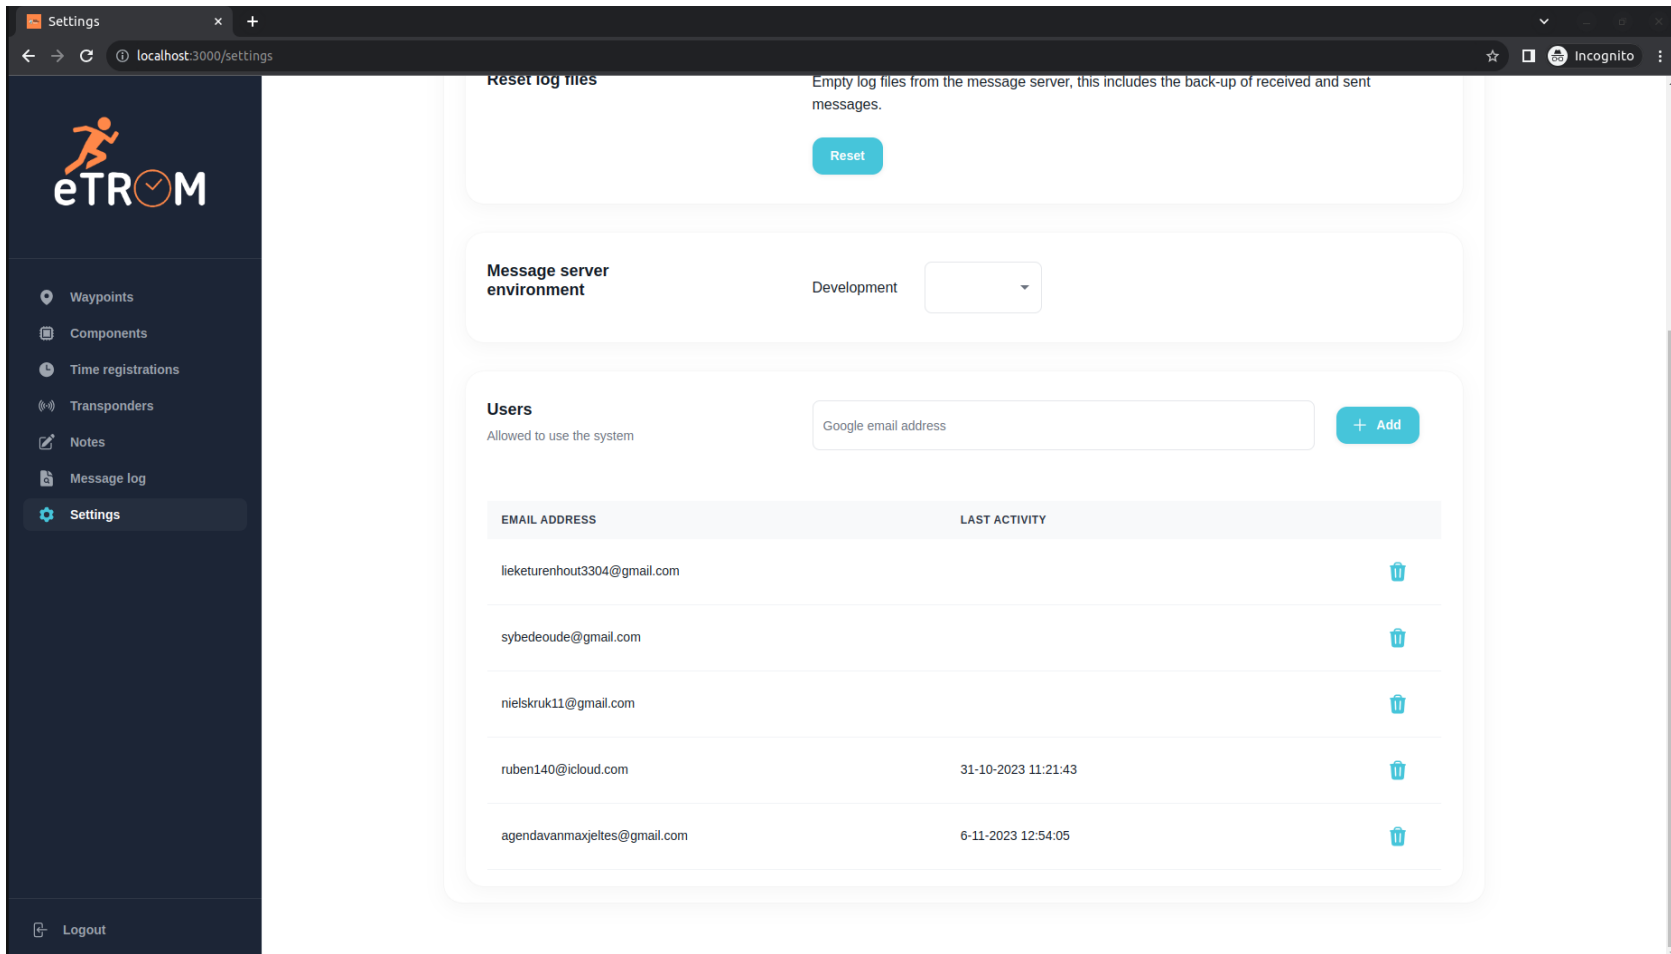 Settings
localhost:3000/settings
Incognito
eTROM
Waypoints
Components
Time registrations
Transponders
Notes
Message log
Settings
Logout
Reset log files
Empty log files from the message server, this includes the back-up of received and sent
messages.
Reset
Message server
environment
Development
Users
Allowed to use the system
Google email address
Add
EMAIL ADDRESS LAST ACTIVITY
lieketurenhout3304@gmail.com
sybedeoude@gmail.com
nielskruk11@gmail.com
ruben140@icloud.com 31-10-2023 11:21:43
agendavanmaxjeltes@gmail.com 6-11-2023 12:54:05